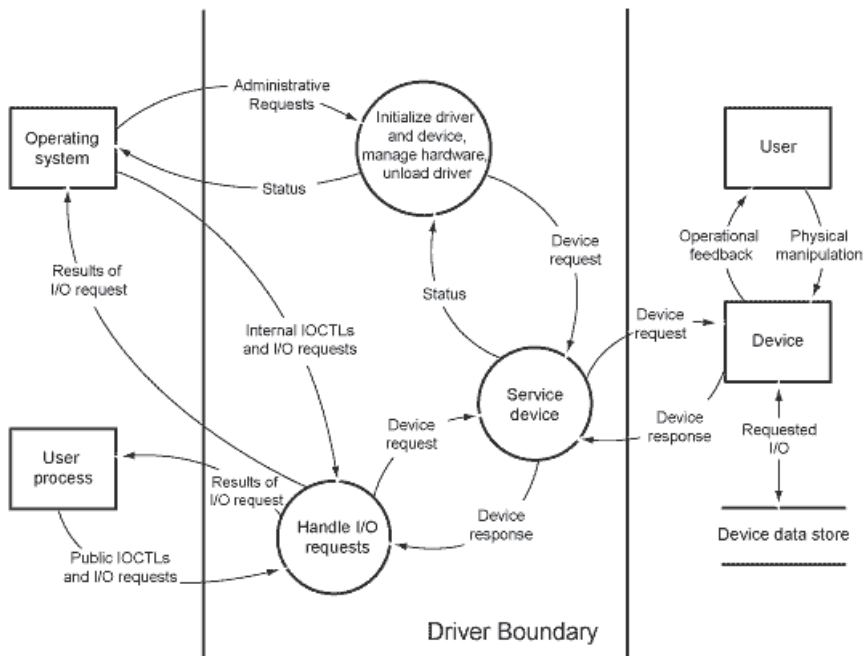 Administrative
Requests
Operating
system
Initialize driver
and device,
manage hardware,
unload driver
User
Status
Device
request
Operational
feedback
Physical
manipulation
Results of
I/O request
Status
Internal IOCTLs
and I/O requests
Device
request
Device
Service
device
Device
request
Device
response
Requested
I/O
User
process
Results of
I/O request
Handle I/O
requests
Device
response
Device data store
Public IOCTLs
and I/O requests
Driver Boundary